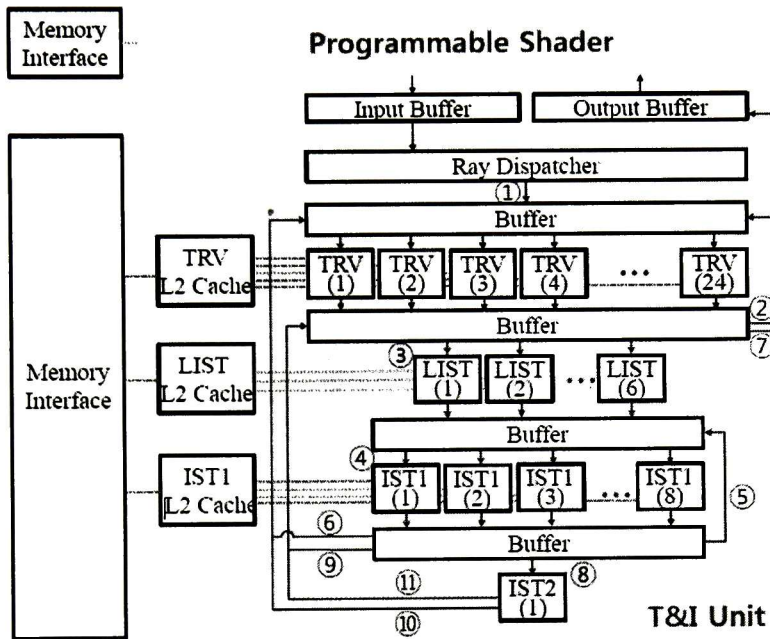 Memory
Interface
Programmable Shader
Input Buffer
Output Buffer
Ray Dispatcher
①
Buffer
TRV
L2 Cache
TRV
(1)
TRV
(2)
TRV
(3)
TRV
(4)
•••
TRV
(24)
②
Buffer
⑦
③
LIST
L2 Cache
LIST
(1)
LIST
(2)
•••
LIST
(6)
Memory
Interface
Buffer
④
IST1
L2 Cache
IST1
(1)
IST1
(2)
IST1
(3)
•••
IST1
(8)
⑤
⑥
Buffer
⑨
⑧
⑪
IST2
(1)
⑩
T&I Unit